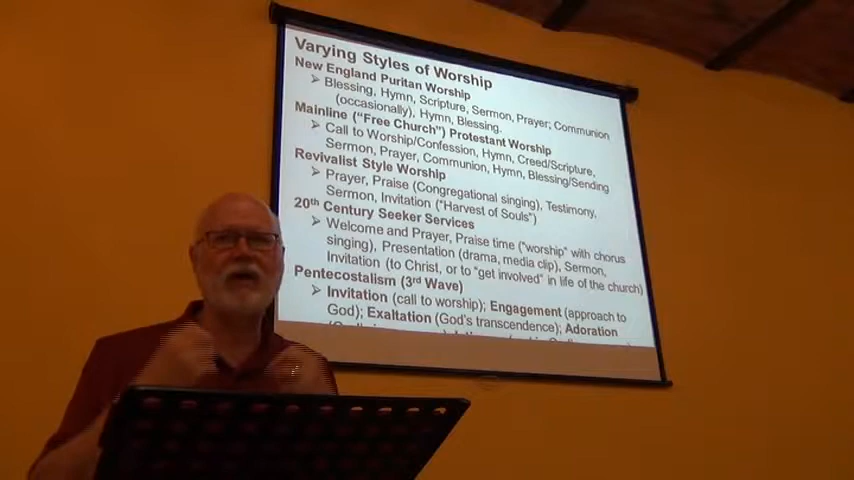 Varying Styles of Worship
New England Puritan Worship
➢ Blessing, Hymn, Scripture, Sermon, Prayer; Communion
(occasionally), Hymn, Blessing.
Mainline ("Free Church") Protestant Worship
➢ Call to Worship/Confession, Hymn, Creed/Scripture,
Sermon, Prayer, Communion, Hymn, Blessing/Sending
Revivalist Style Worship
➢ Prayer, Praise (Congregational singing), Testimony,
Sermon, Invitation ("Harvest of Souls")
20th Century Seeker Services
➢ Welcome and Prayer, Praise time ("worship" with chorus
singing), Presentation (drama, media clip), Sermon,
Invitation (to Christ, or to "get involved" in life of the church)
Pentecostalism (3rd Wave)
➢ Invitation (call to worship); Engagement (approach to
God); Exaltation (God's transcendence); Adoration